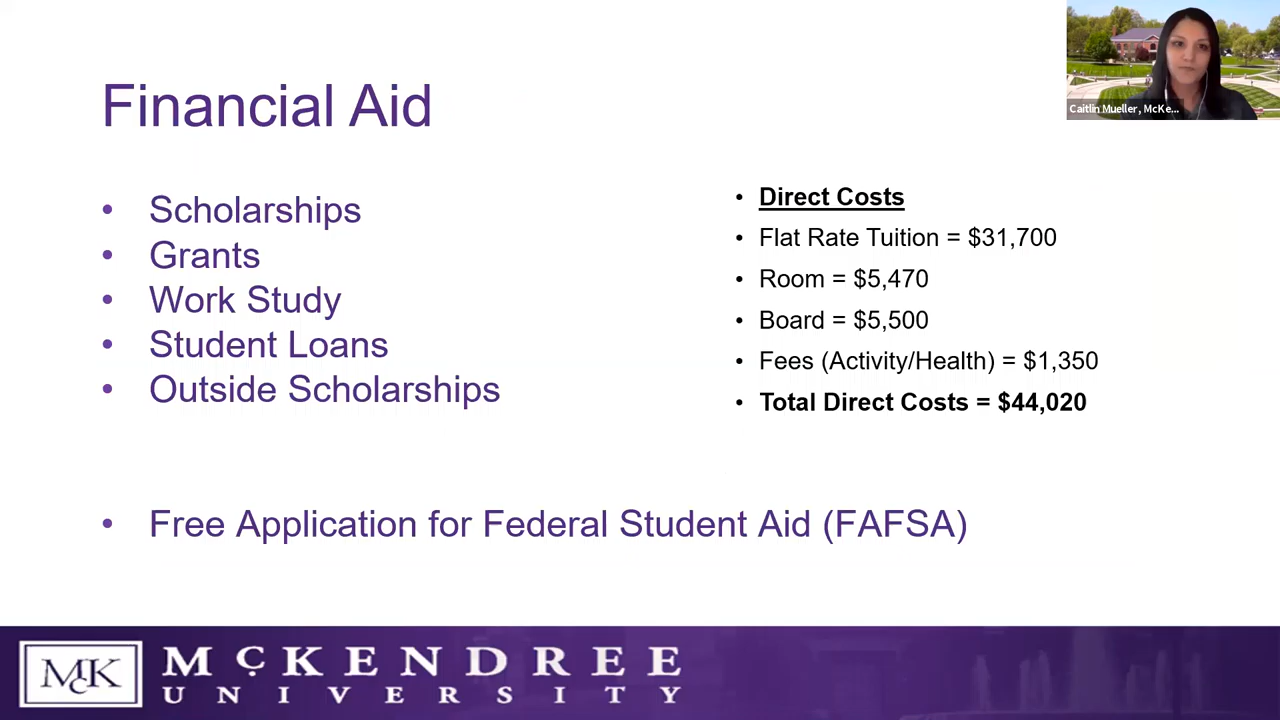 Financial Aid
• Scholarships
• Grants
• Work Study
• Student Loans
• Outside Scholarships
• Direct Costs
• Flat Rate Tuition = $31,700
• Room = $5,470
• Board = $5,500
• Fees (Activity/Health) = $1,350
• Total Direct Costs = $44,020
• Free Application for Federal Student Aid (FAFSA)
Caitlin Mueller, McKe...
McK
McKENDREE
UNIVERSITY